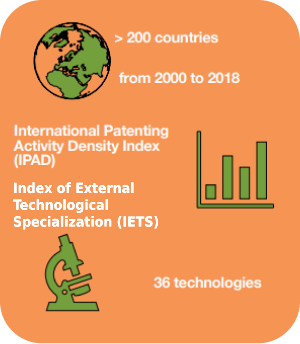 > 200 countries
from 2000 to 2018
International Patenting
Activity Density Index
(IPAD)
Index of External
Technological
Specialization (IETS)
36 technologies